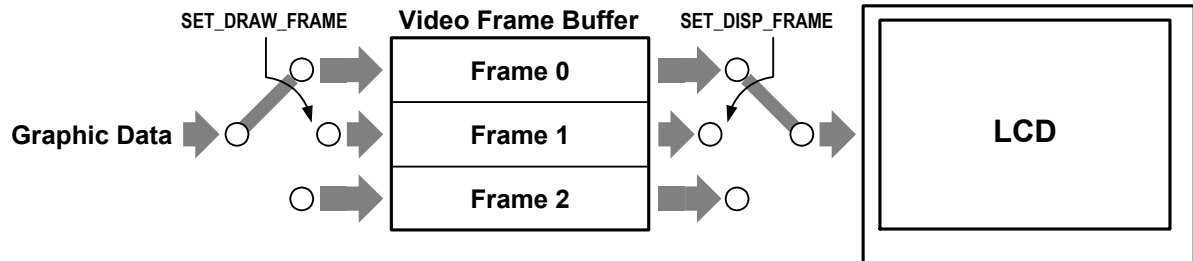 SET_DRAW_FRAME
Video Frame Buffer
SET_DISP_FRAME
Frame 0
Graphic Data
Frame 1
LCD
Frame 2